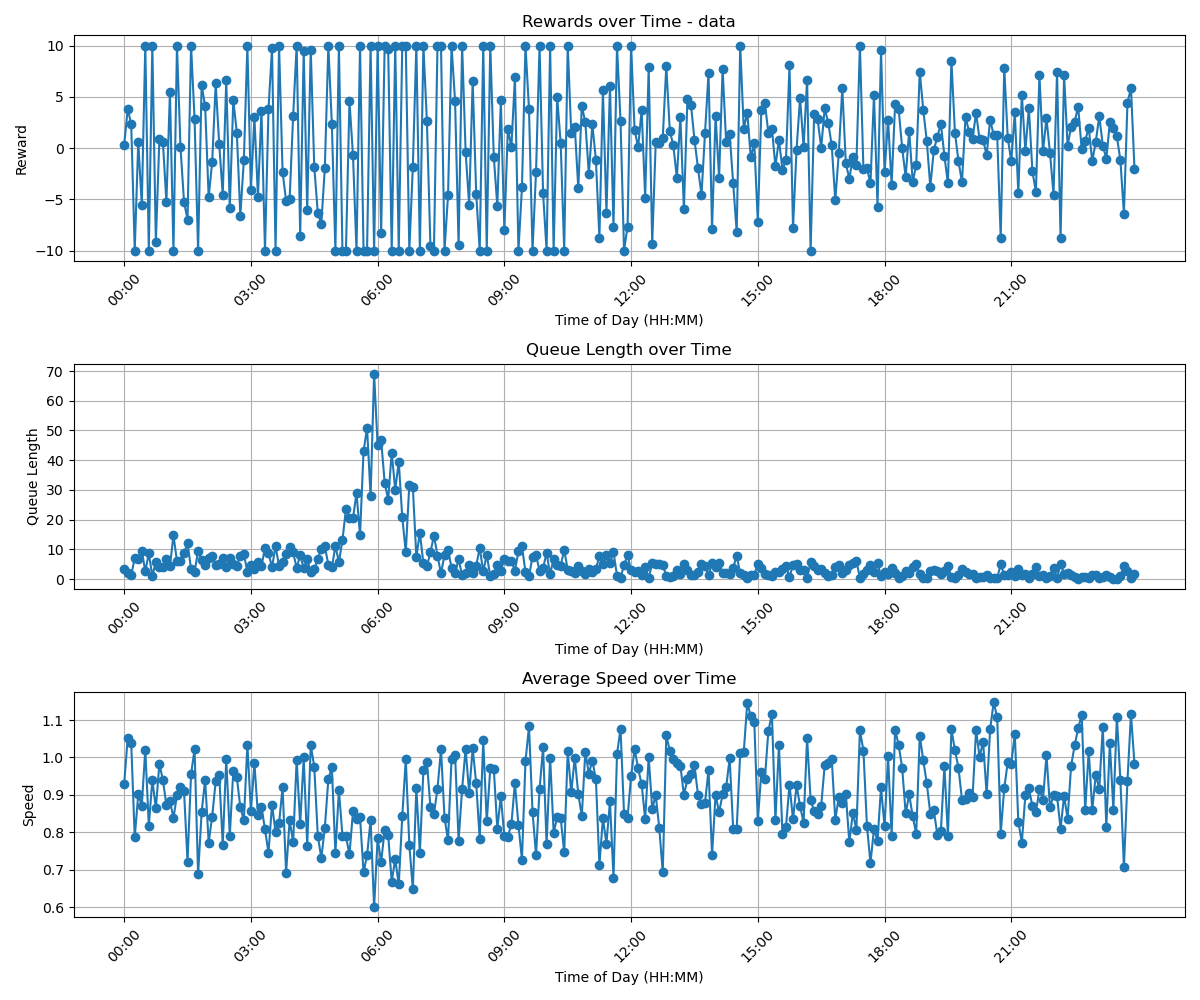 Rewards over Time - data
Reward
10
5
0
−5
−10
00:00 03:00 06:00 09:00 12:00 15:00 18:00 21:00
Time of Day (HH:MM)
Queue Length over Time
Queue Length
70
60
50
40
30
20
10
0
00:00 03:00 06:00 09:00 12:00 15:00 18:00 21:00
Time of Day (HH:MM)
Average Speed over Time
Speed
1.1
1.0
0.9
0.8
0.7
0.6
00:00 03:00 06:00 09:00 12:00 15:00 18:00 21:00
Time of Day (HH:MM)